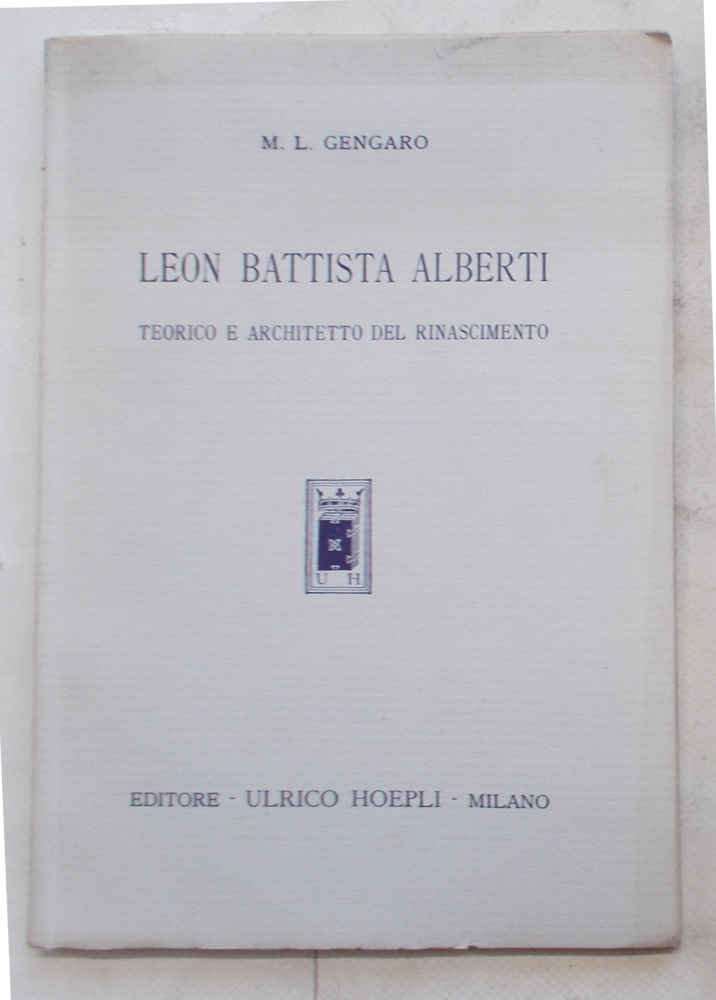 M. L. GENGARO
LEON BATTISTA ALBERTI
TEORICO E ARCHITETTO DEL RINASCIMENTO
U H
EDITORE - ULRICO HOEPLI - MILANO